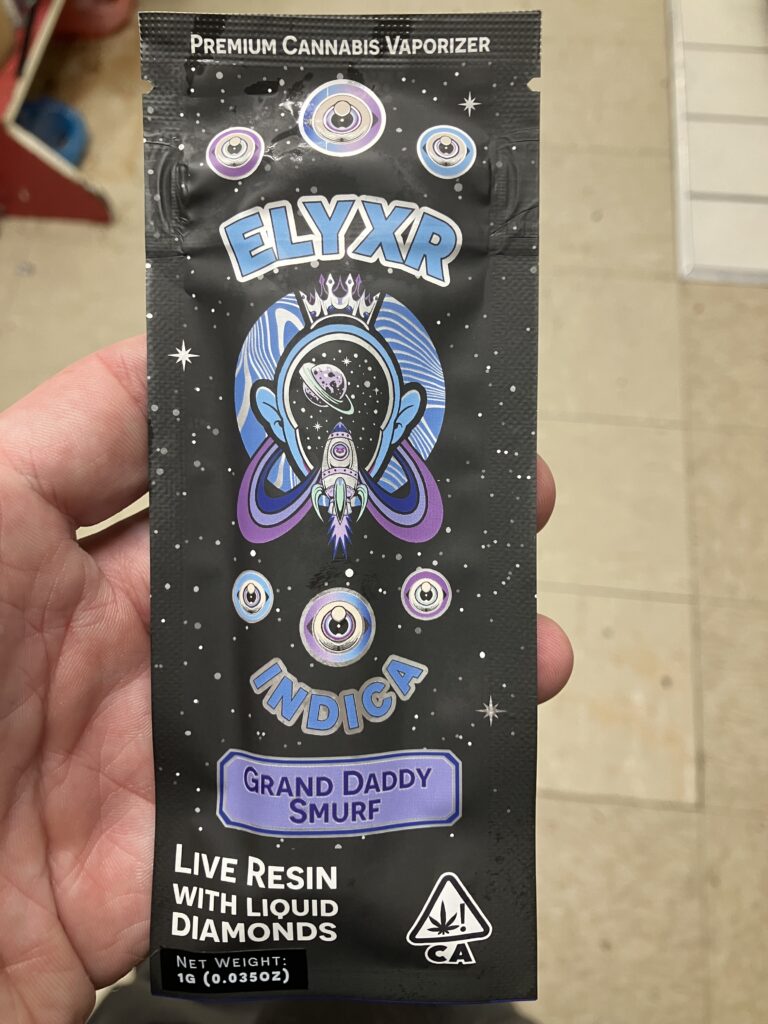 Premium Cannabis Vaporizer
ELYXR
INDICA
Grand Daddy
Smurf
Live Resin
with liquid
Diamonds
Net Weight:
1G (0.035oz)
!
CA